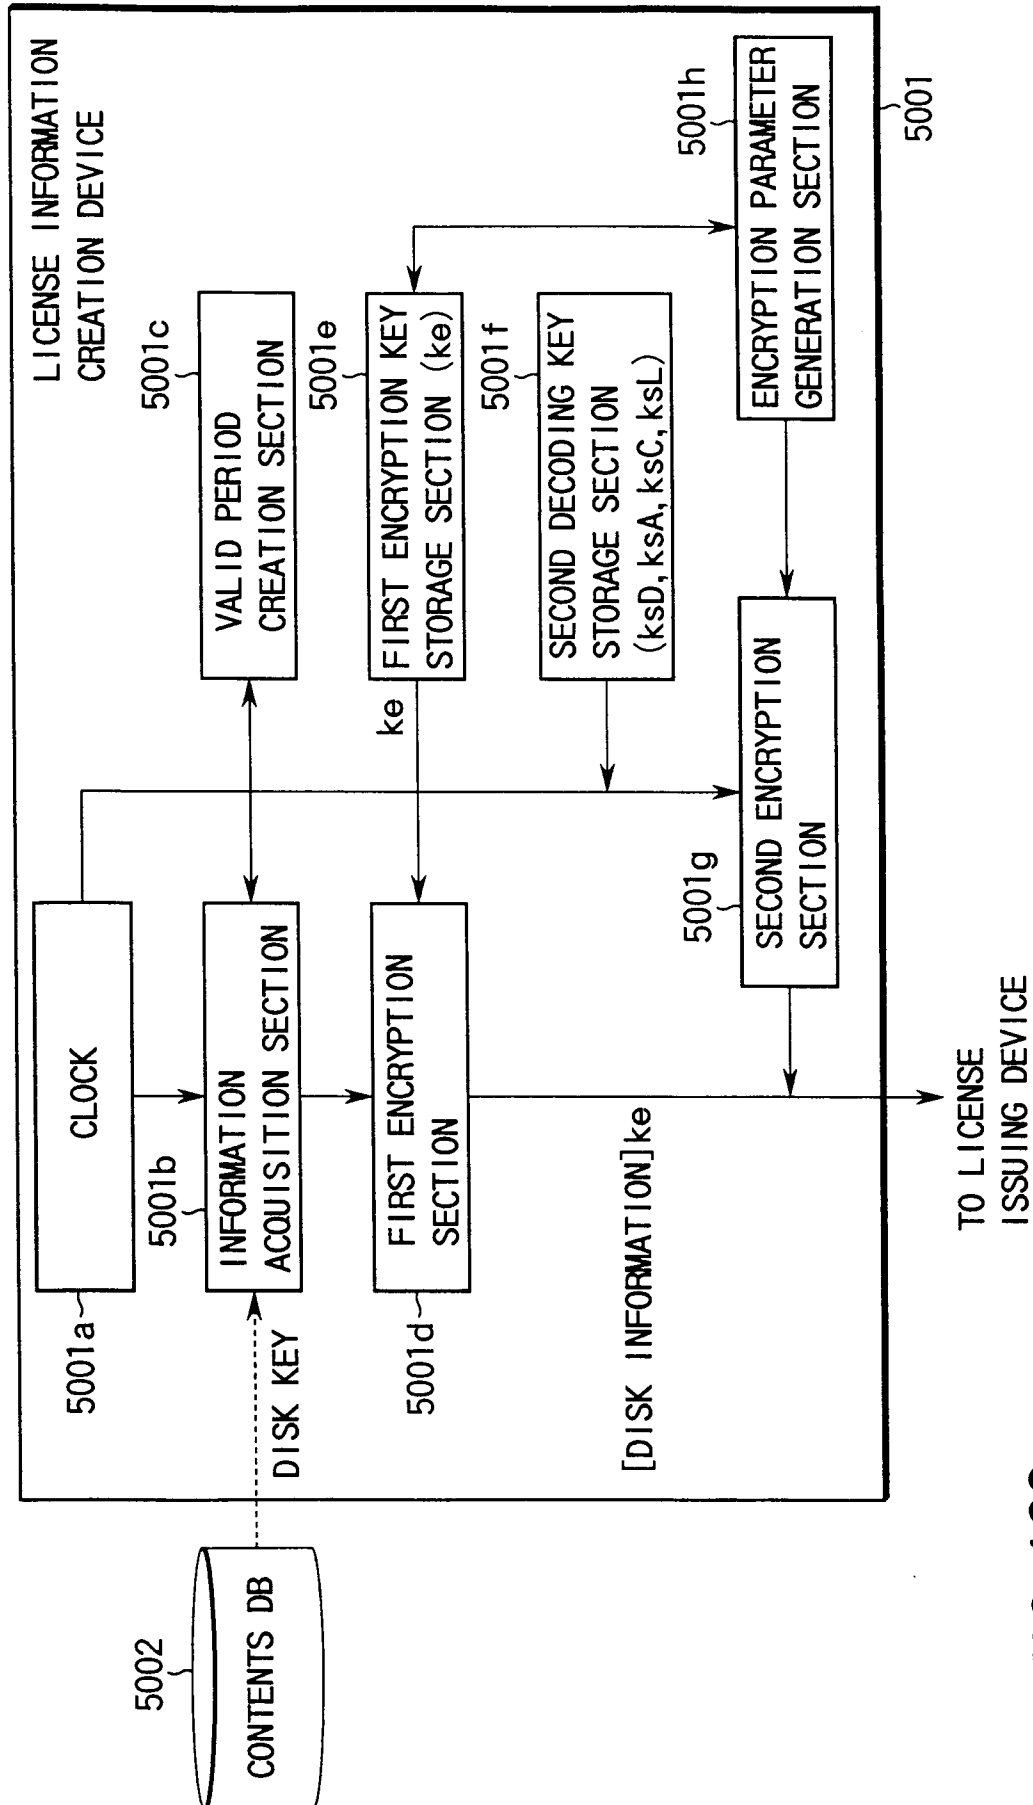 LICENSE INFORMATION
CREATION DEVICE
5001a
CLOCK
5002
CONTENTS DB
DISK KEY
5001b
INFORMATION
ACQUISITION SECTION
5001c
VALID PERIOD
CREATION SECTION
5001d
FIRST ENCRYPTION
SECTION
ke
5001e
FIRST ENCRYPTION KEY
STORAGE SECTION (ke)
5001f
SECOND DECODING KEY
STORAGE SECTION
(ksD, ksA, ksC, ksL)
[DISK INFORMATION]ke
5001g
SECOND ENCRYPTION
SECTION
5001h
ENCRYPTION PARAMETER
GENERATION SECTION
5001
TO LICENSE
ISSUING DEVICE